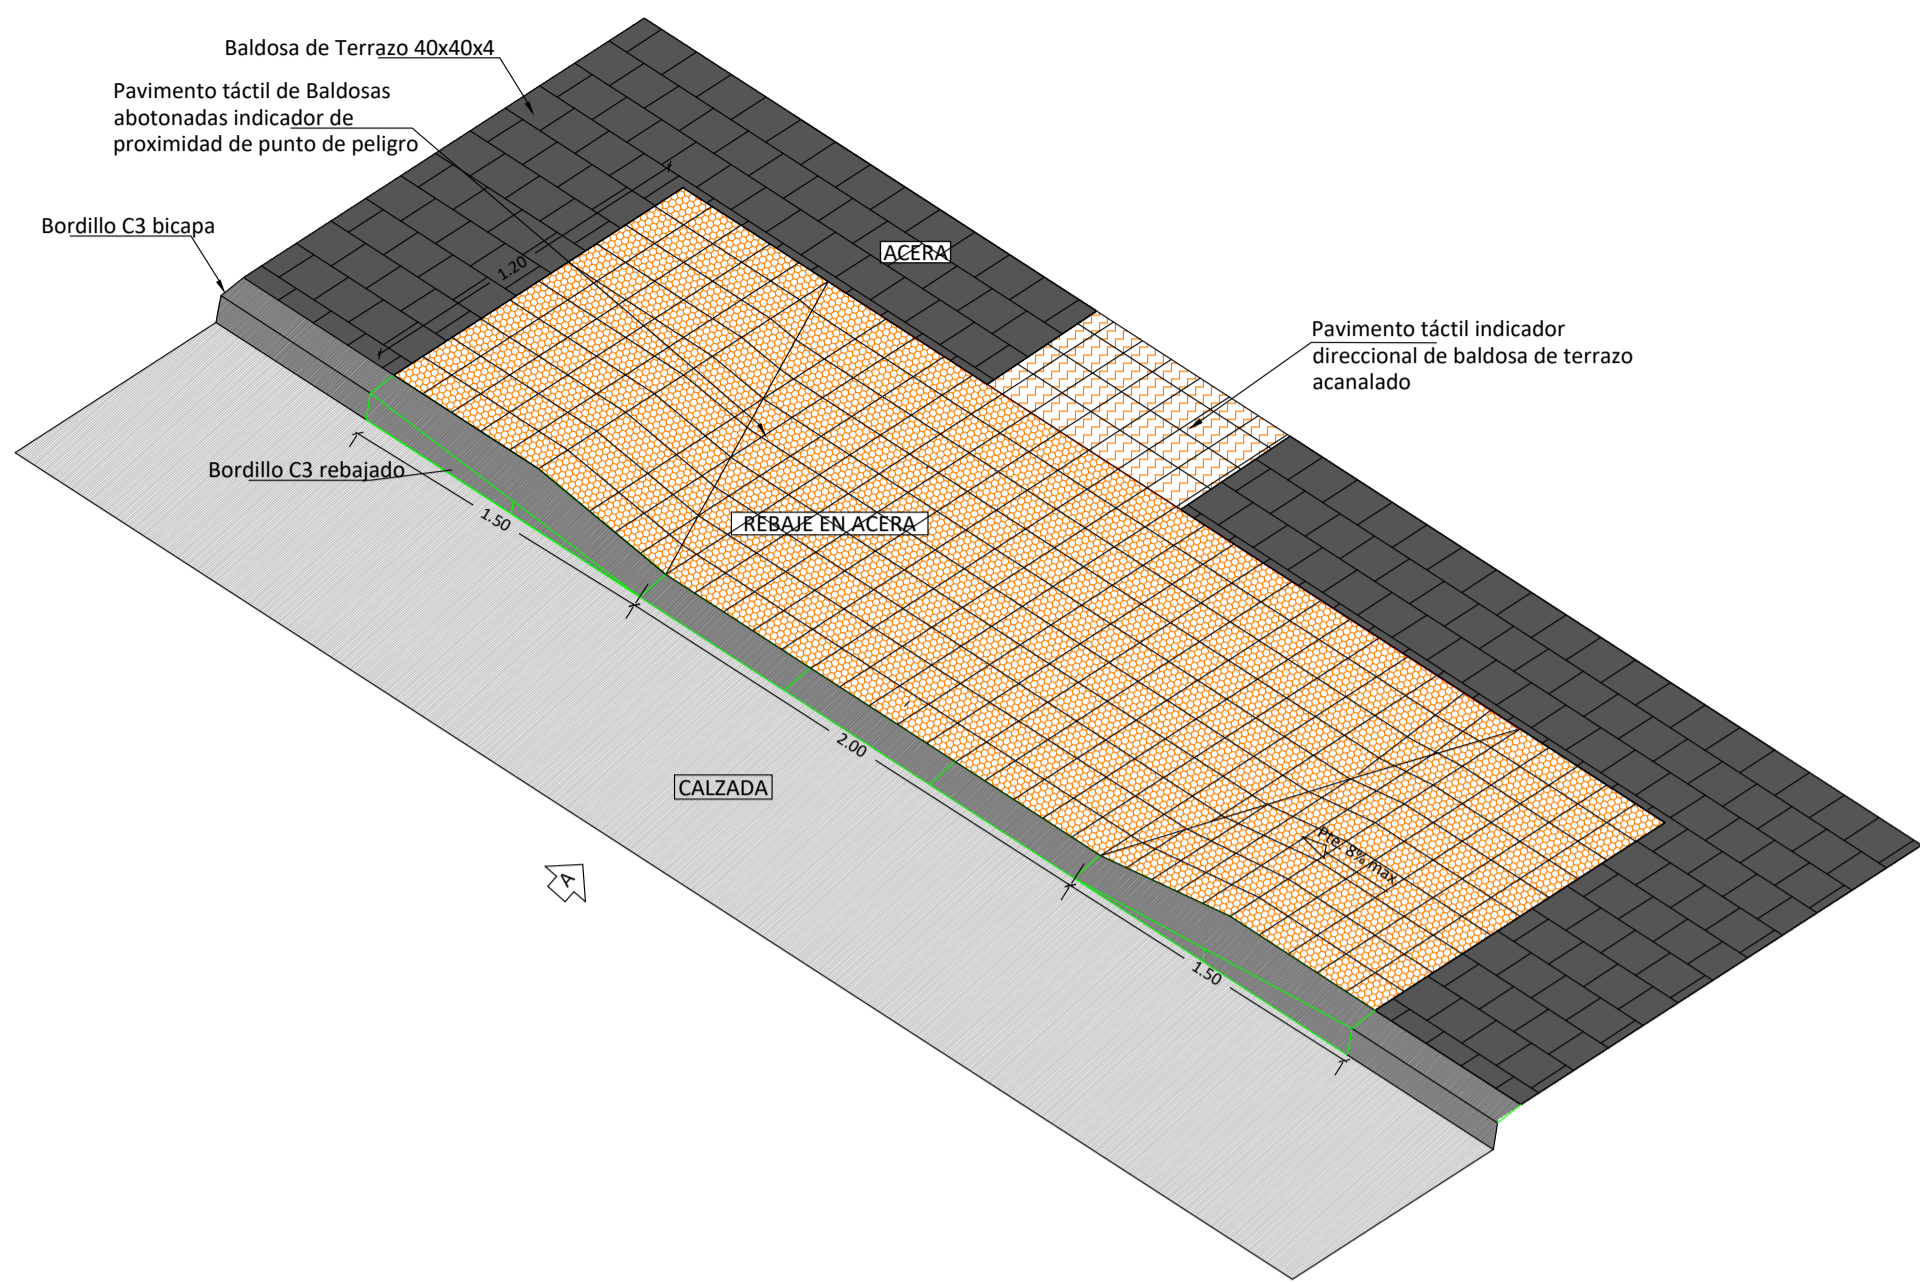 Baldosa de Terrazo 40x40x4
Pavimento táctil de Baldosas
abotonadas indicador de
proximidad de punto de peligro
Bordillo C3 bicapa
1.20
ACERA
Pavimento táctil indicador
direccional de baldosa de terrazo
acanalado
Bordillo C3 rebajado
1.50
REBAJE EN ACERA
2.00
CALZADA
Pte. 8% máx
A
1.50